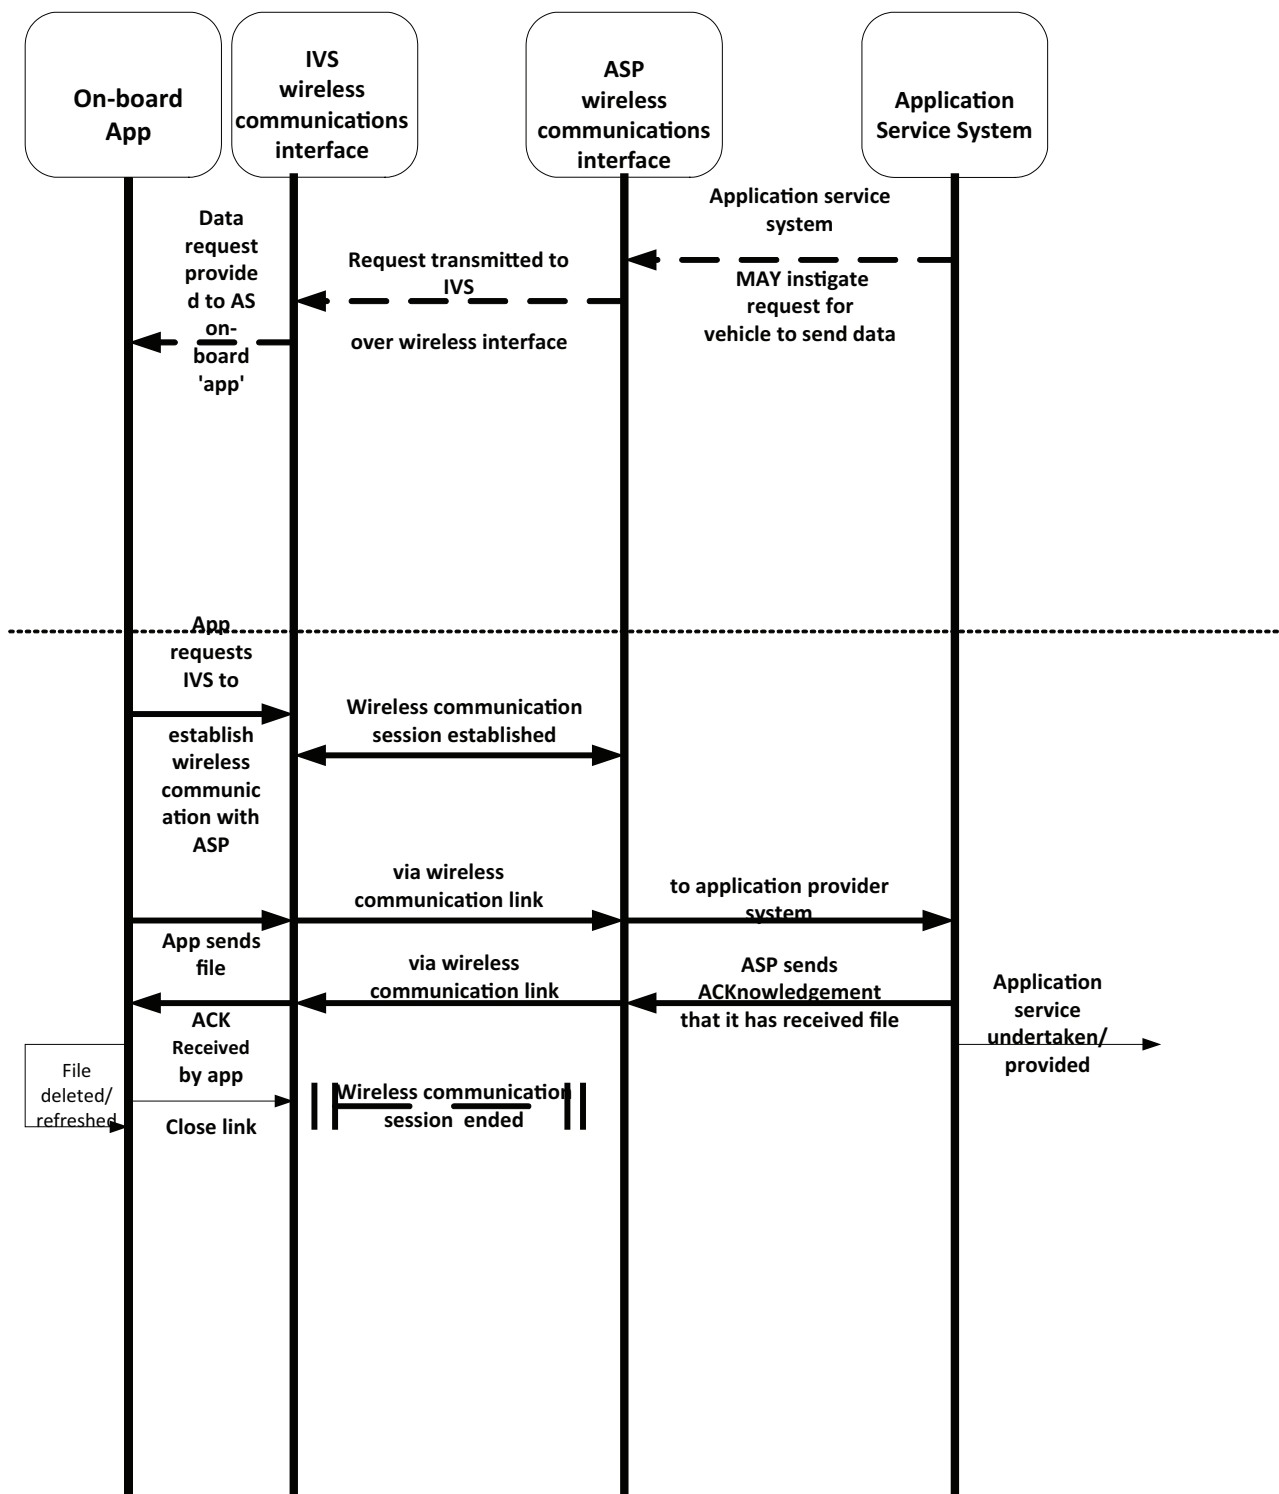 On-board
App
IVS
wireless
communications
interface
ASP
wireless
communications
interface
Application
Service System
Data
request
provide
d to AS
on-
board
'app'
Request transmitted to
IVS
over wireless interface
Application service
system
MAY instigate
request for
vehicle to send data
App
requests
IVS to
establish
wireless
communic
ation with
ASP
Wireless communication
session established
App sends
file
via wireless
communication link
to application provider
system
ASP sends
ACKnowledgement
that it has received file
via wireless
communication link
ACK
Received
by app
Application
service
undertaken/
provided
File
deleted/
refreshed
Close link
Wireless communication
session ended